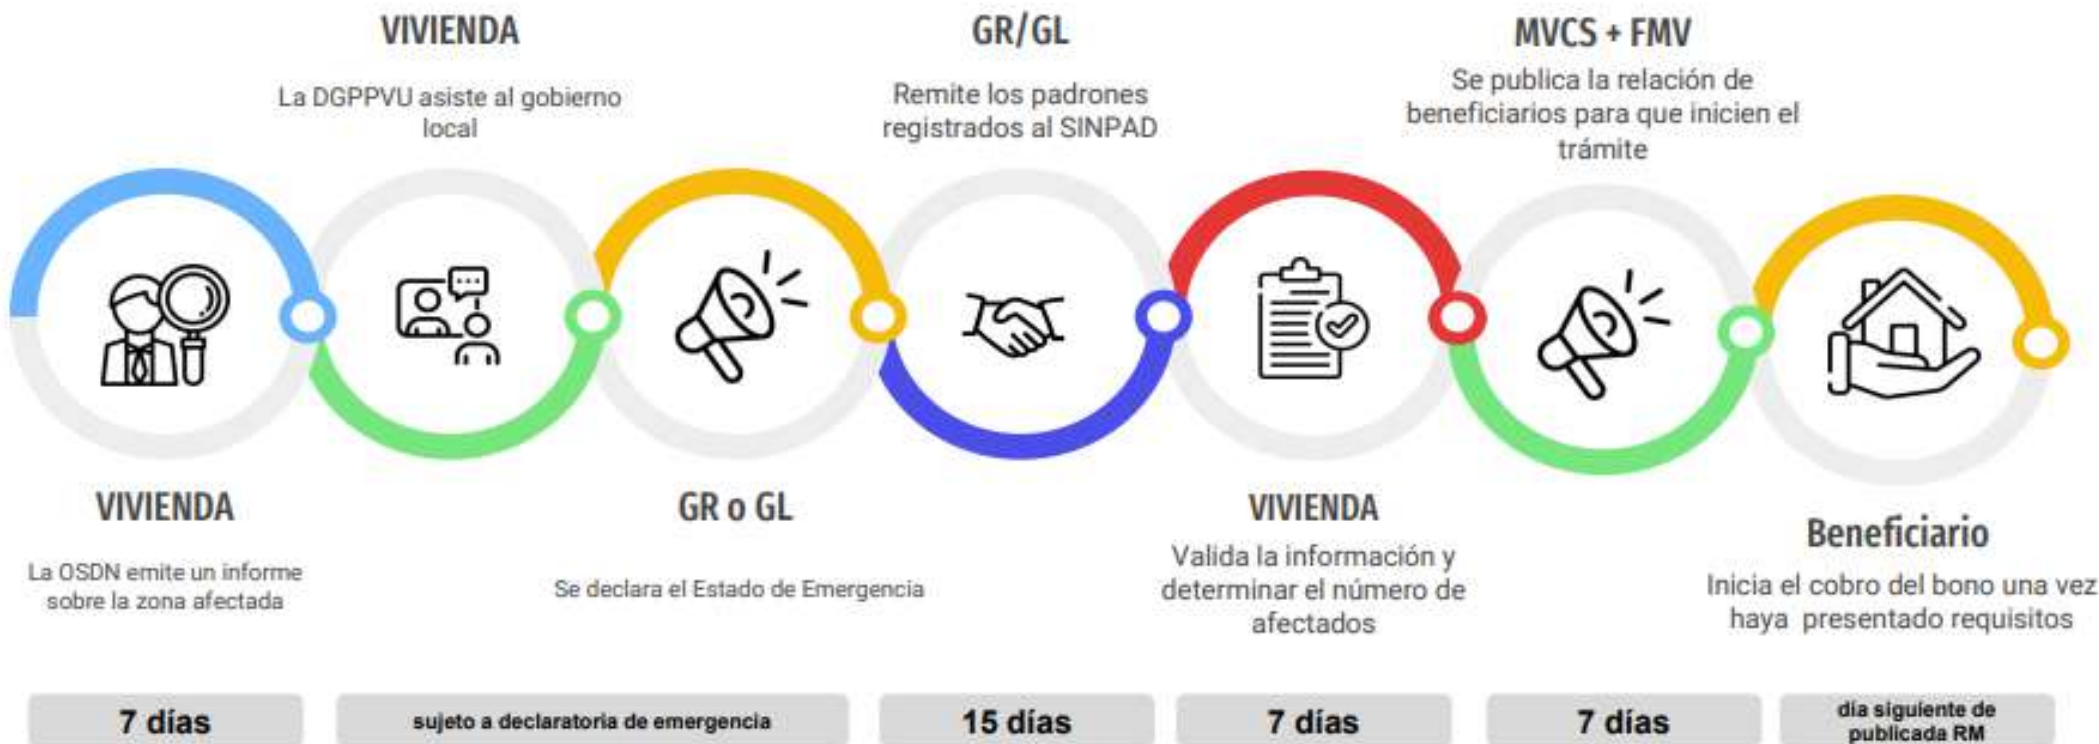 VIVIENDA
La DGPPVU asiste al gobierno
local
GR/GL
Remite los padrones
registrados al SINPAD
MVCS + FMV
Se publica la relación de
beneficiarios para que inicien el
trámite
VIVIENDA
La OSDN emite un informe
sobre la zona afectada
GR o GL
Se declara el Estado de Emergencia
VIVIENDA
Valida la información y
determinar el número de
afectados
Beneficiario
Inicia el cobro del bono una vez
haya presentado requisitos
7 días
sujeto a declaratoria de emergencia
15 días
7 días
7 días
día siguiente de
publicada RM